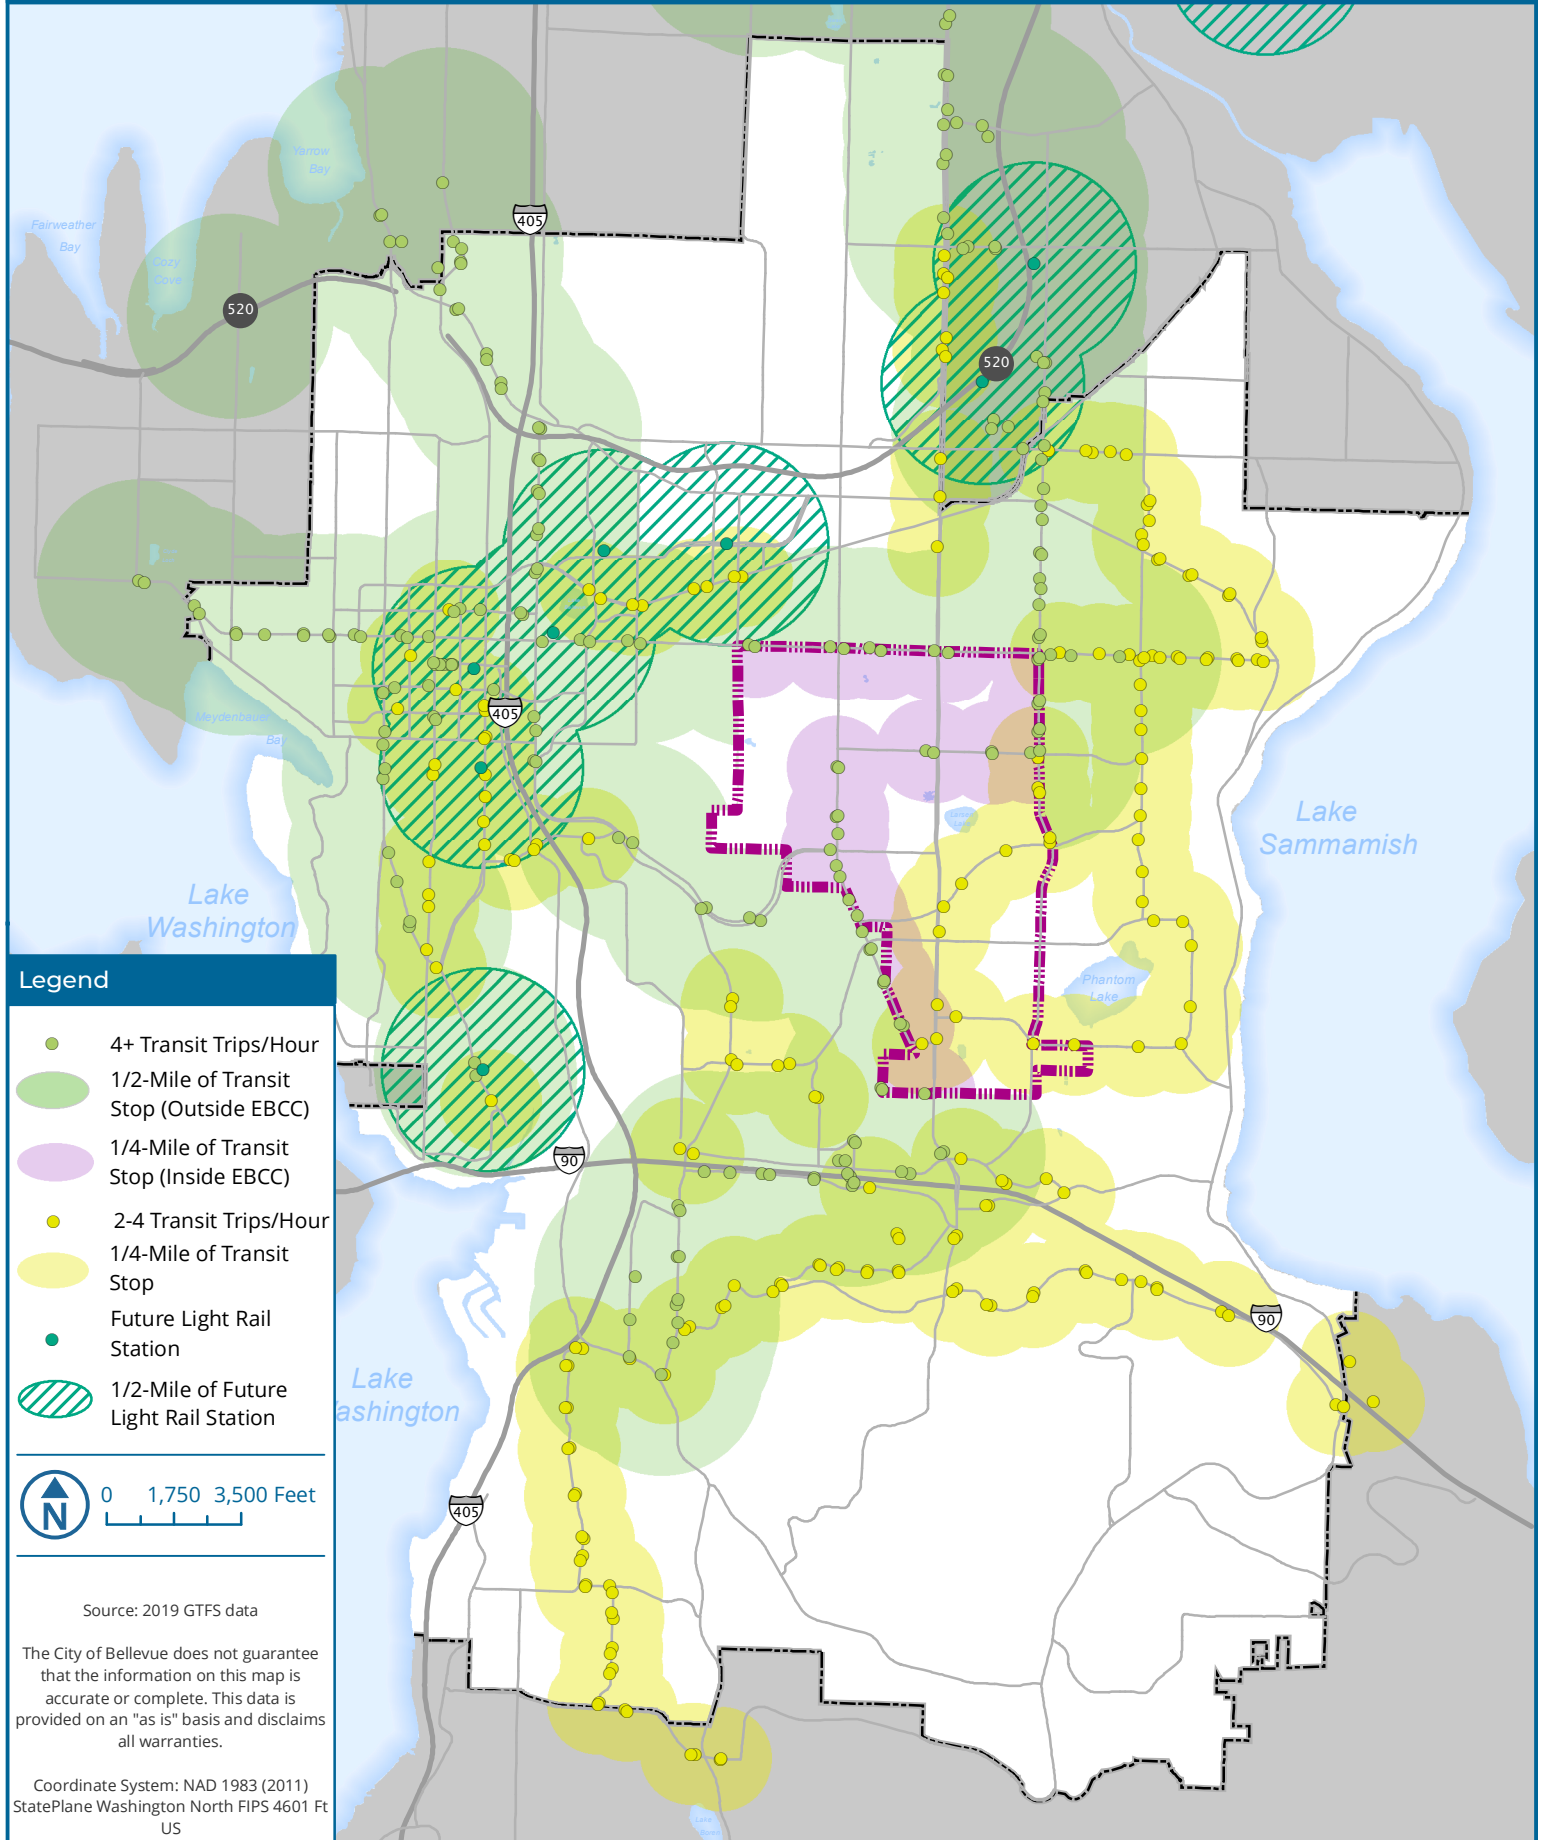 Yarrow
Bay
Fairweather
Bay
Cozy
Cove
405
520
520
Meydenbauer
Bay
405
Larsen
Lake
Lake
Sammamish
Lake
Washington
Phantom
Lake
Legend
4+ Transit Trips/Hour
1/2-Mile of Transit
Stop (Outside EBCC)
1/4-Mile of Transit
Stop (Inside EBCC)
2-4 Transit Trips/Hour
1/4-Mile of Transit
Stop
Future Light Rail
Station
1/2-Mile of Future
Light Rail Station
90
90
Lake
ashington
0 1,750 3,500 Feet
N
405
Source: 2019 GTFS data
The City of Bellevue does not guarantee
that the information on this map is
accurate or complete. This data is
provided on an "as is" basis and disclaims
all warranties.
Coordinate System: NAD 1983 (2011)
StatePlane Washington North FIPS 4601 Ft
US
Lake